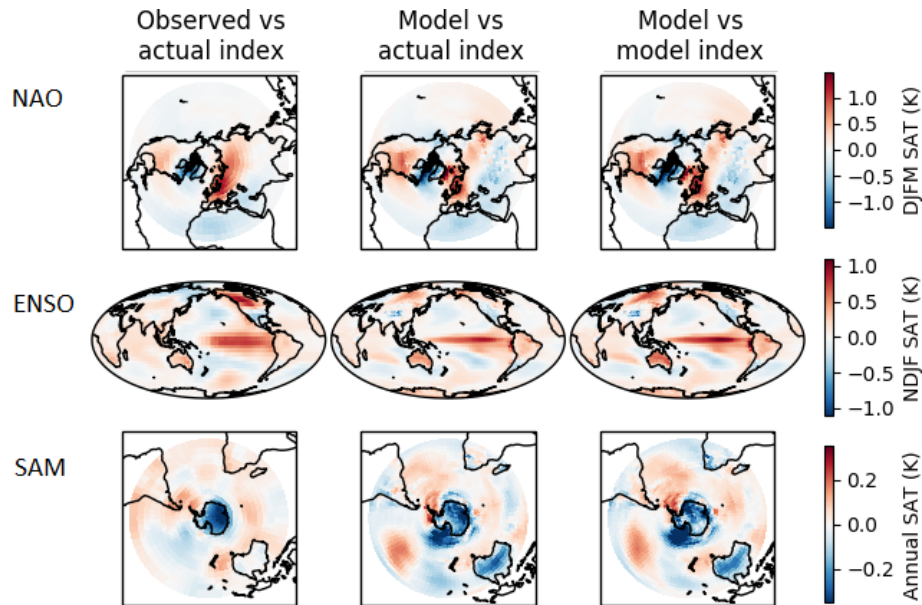 Observed vs
actual index
Model vs
actual index
Model vs
model index
NAO
1.0
0.5
0.0
−0.5
−1.0
DJFM SAT (K)
ENSO
1.0
0.5
0.0
−0.5
−1.0
NDJF SAT (K)
SAM
0.2
0.0
−0.2
Annual SAT (K)